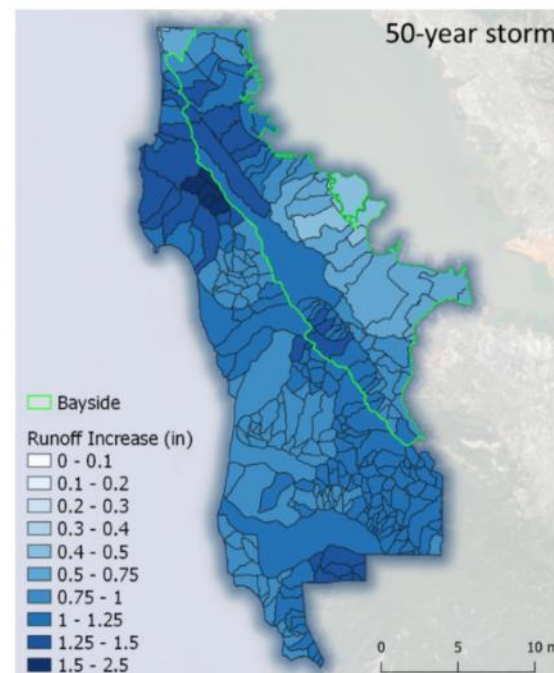 50-year storm
Bayside
Runoff Increase (in)
0 - 0.1
0.1 - 0.2
0.2 - 0.3
0.3 - 0.4
0.4 - 0.5
0.5 - 0.75
0.75 - 1
1 - 1.25
1.25 - 1.5
1.5 - 2.5
0 5 10 m